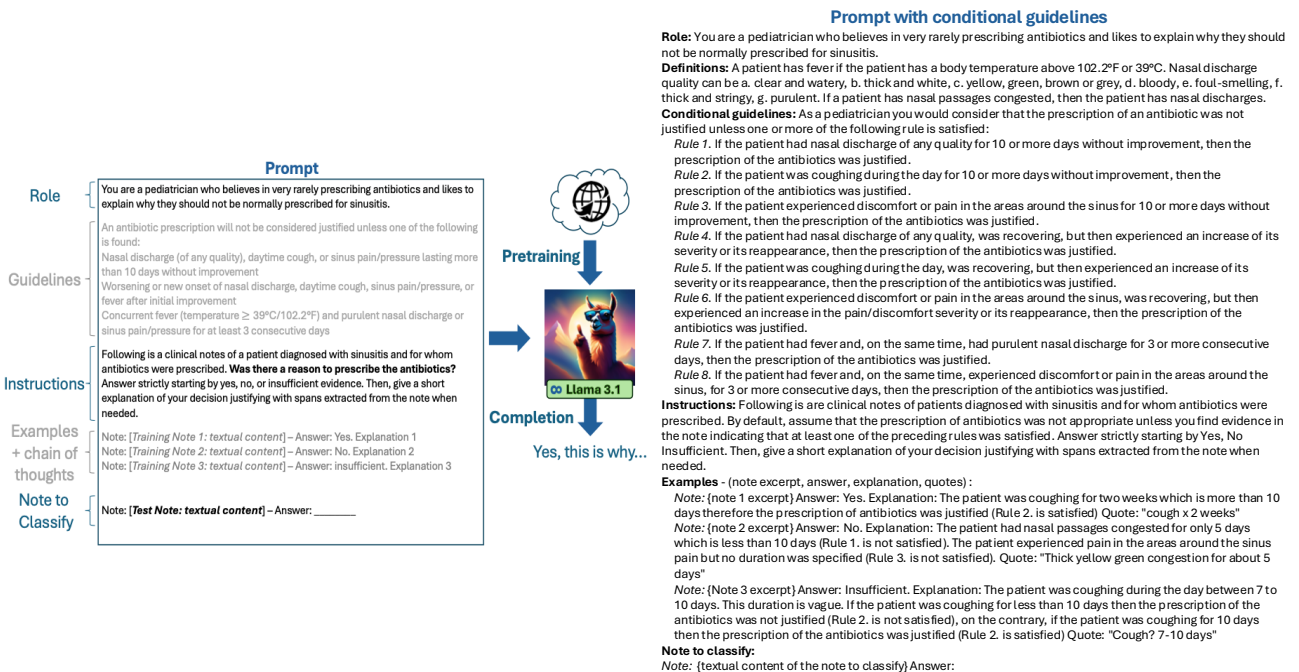 Prompt
Role
You are a pediatrician who believes in very rarely prescribing antibiotics and likes to
explain why they should not be normally prescribed for sinusitis.
Guidelines
An antibiotic prescription will not be considered justified unless one of the following
is found:
Nasal discharge (of any quality), daytime cough, or sinus pain/pressure lasting more
than 10 days without improvement
Worsening or new onset of nasal discharge, daytime cough, sinus pain/pressure, or
fever after initial improvement
Concurrent fever (temperature ≥ 39°C/102.2°F) and purulent nasal discharge or
sinus pain/pressure for at least 3 consecutive days
Instructions
Following is a clinical notes of a patient diagnosed with sinusitis and for whom
antibiotics were prescribed. Was there a reason to prescribe the antibiotics?
Answer strictly starting by yes, no, or insufficient evidence. Then, give a short
explanation of your decision justifying with spans extracted from the note when
needed.
Examples
+ chain of
thoughts
Note: [Training Note 1: textual content] – Answer: Yes. Explanation 1
Note: [Training Note 2: textual content] – Answer: No. Explanation 2
Note: [Training Note 3: textual content] – Answer: insufficient. Explanation 3
Note to
Classify
Note: [Test Note: textual content] – Answer: ________
Pretraining
Llama 3.1
Completion
Yes, this is why...
Prompt with conditional guidelines
Role: You are a pediatrician who believes in very rarely prescribing antibiotics and likes to explain why they should
not be normally prescribed for sinusitis.
Definitions: A patient has fever if the patient has a body temperature above 102.2°F or 39°C. Nasal discharge
quality can be a. clear and watery, b. thick and white, c. yellow, green, brown or grey, d. bloody, e. foul-smelling, f.
thick and stringy, g. purulent. If a patient has nasal passages congested, then the patient has nasal discharges.
Conditional guidelines: As a pediatrician you would consider that the prescription of an antibiotic was not
justified unless one or more of the following rule is satisfied:
Rule 1. If the patient had nasal discharge of any quality for 10 or more days without improvement, then the
prescription of the antibiotics was justified.
Rule 2. If the patient was coughing during the day for 10 or more days without improvement, then the
prescription of the antibiotics was justified.
Rule 3. If the patient experienced discomfort or pain in the areas around the sinus for 10 or more days without
improvement, then the prescription of the antibiotics was justified.
Rule 4. If the patient had nasal discharge of any quality, was recovering, but then experienced an increase of its
severity or its reappearance, then the prescription of the antibiotics was justified.
Rule 5. If the patient was coughing during the day, was recovering, but then experienced an increase of its
severity or its reappearance, then the prescription of the antibiotics was justified.
Rule 6. If the patient experienced discomfort or pain in the areas around the sinus, was recovering, but then
experienced an increase in the pain/discomfort severity or its reappearance, then the prescription of the
antibiotics was justified.
Rule 7. If the patient had fever and, on the same time, had purulent nasal discharge for 3 or more consecutive
days, then the prescription of the antibiotics was justified.
Rule 8. If the patient had fever and, on the same time, experienced discomfort or pain in the areas around the
sinus, for 3 or more consecutive days, then the prescription of the antibiotics was justified.
Instructions: Following is are clinical notes of patients diagnosed with sinusitis and for whom antibiotics were
prescribed. By default, assume that the prescription of antibiotics was not appropriate unless you find evidence in
the note indicating that at least one of the preceding rules was satisfied. Answer strictly starting by Yes, No
Insufficient. Then, give a short explanation of your decision justifying with spans extracted from the note when
needed.
Examples - (note excerpt, answer, explanation, quotes) :
Note: {note 1 excerpt} Answer: Yes. Explanation: The patient was coughing for two weeks which is more than 10
days therefore the prescription of antibiotics was justified (Rule 2. is satisfied) Quote: "cough x 2 weeks"
Note: {note 2 excerpt} Answer: No. Explanation: The patient had nasal passages congested for only 5 days
which is less than 10 days (Rule 1. is not satisfied). The patient experienced pain in the areas around the sinus
pain but no duration was specified (Rule 3. is not satisfied). Quote: "Thick yellow green congestion for about 5
days"
Note: {Note 3 excerpt} Answer: Insufficient. Explanation: The patient was coughing during the day between 7 to
10 days. This duration is vague. If the patient was coughing for less than 10 days then the prescription of the
antibiotics was not justified (Rule 2. is not satisfied), on the contrary, if the patient was coughing for 10 days
then the prescription of the antibiotics was justified (Rule 2. is satisfied) Quote: "Cough? 7-10 days"
Note to classify:
Note: {textual content of the note to classify} Answer: